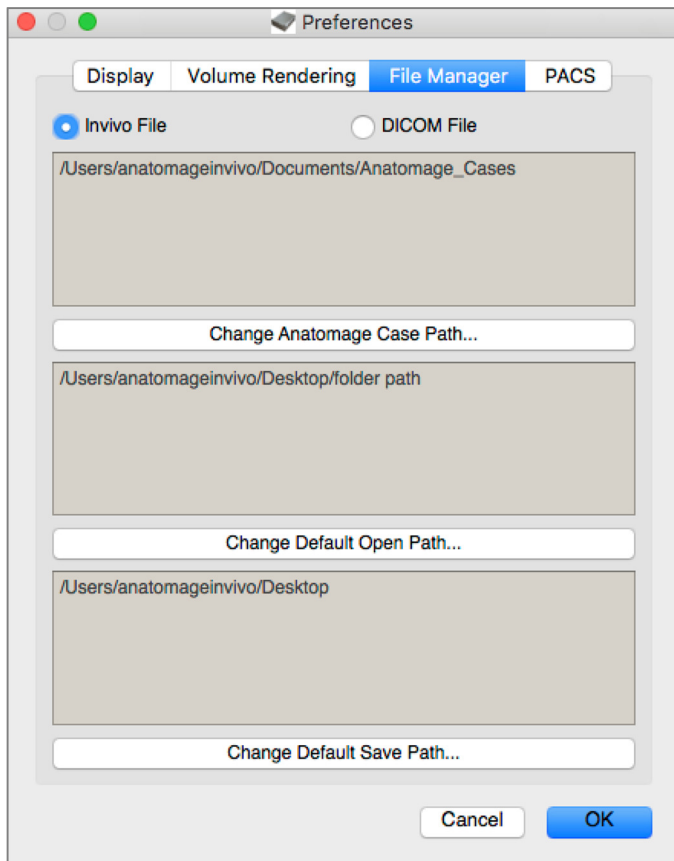 Preferences
Display Volume Rendering File Manager PACS
Invivo File DICOM File
/Users/anatomageinvivo/Documents/Anatomage_Cases
Change Anatomage Case Path...
/Users/anatomageinvivo/Desktop/folder path
Change Default Open Path...
/Users/anatomageinvivo/Desktop
Change Default Save Path...
Cancel OK